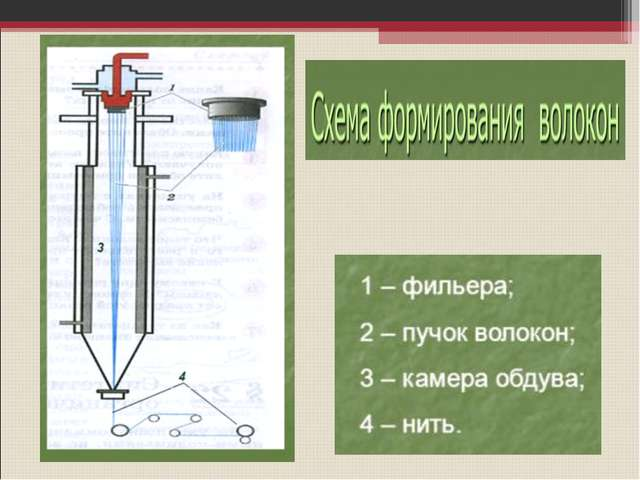 Схема формирования волокон
1
2
3
4
1 – фильера;
2 – пучок волокон;
3 – камера обдува;
4 – нить.